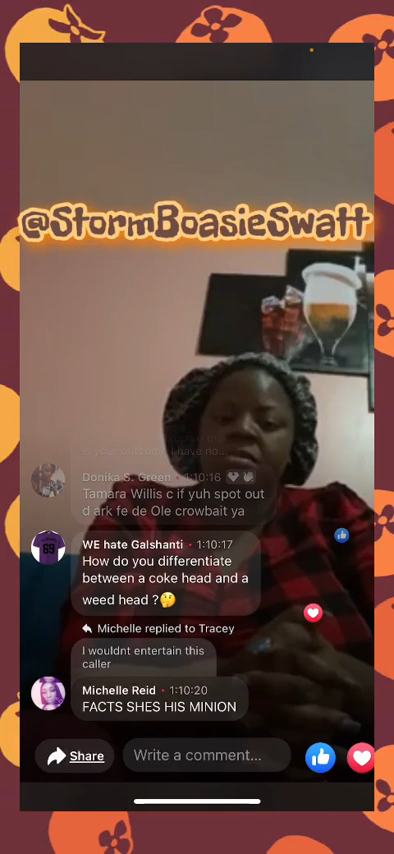 @StormBoasieSwatt
Donika S. Green · 1:10:16
Tamara Willis c if yuh spot out
d ark fe de Ole crowbait ya
69
WE hate Galshanti · 1:10:17
How do you differentiate
between a coke head and a
weed head ?🤔
Michelle replied to Tracey
I wouldnt entertain this
caller
Michelle Reid · 1:10:20
FACTS SHES HIS MINION
Share
Write a comment...